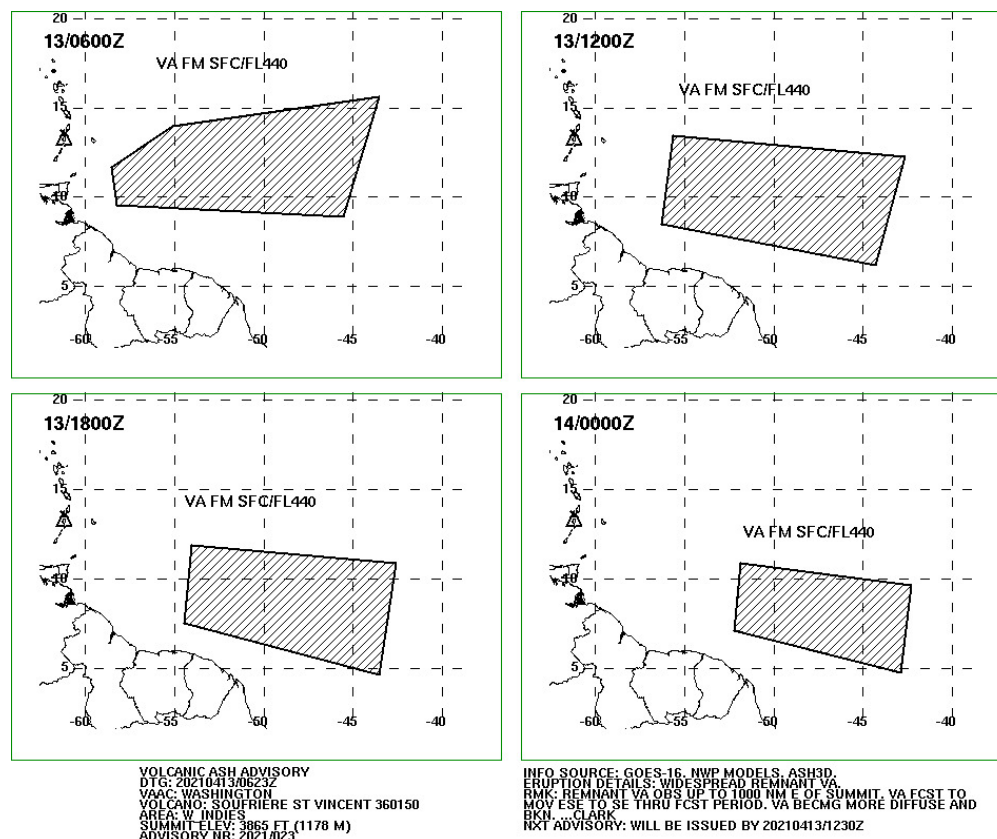 20
13/0600Z
VA FM SFC/FL440
15
10
5
-60
-55
-50
-45
-40
20
13/1200Z
VA FM SFC/FL440
15
10
5
-60
-55
-50
-45
-40
20
13/1800Z
VA FM SFC/FL440
15
10
5
-60
-55
-50
-45
-40
20
14/0000Z
VA FM SFC/FL440
15
10
5
-60
-55
-50
-45
-40
VOLCANIC ASH ADVISORY
DTG: 20210413/0623Z
VAAC: WASHINGTON
VOLCANO: SOUFRIERE ST VINCENT 360150
AREA: W_INDIES
SUMMIT ELEV: 3865 FT (1178 M)
ADVISORY NR: 2021/023
INFO SOURCE: GOES-16. NWP MODELS. ASH3D.
ERUPTION DETAILS: WIDESPREAD REMNANT VA.
RMK: REMNANT VA OBS UP TO 1000 NM E OF SUMMIT. VA FCST TO
MOV ESE TO SE THRU FCST PERIOD. VA BECMG MORE DIFFUSE AND
BKN. ...CLARK
NXT ADVISORY: WILL BE ISSUED BY 20210413/1230Z